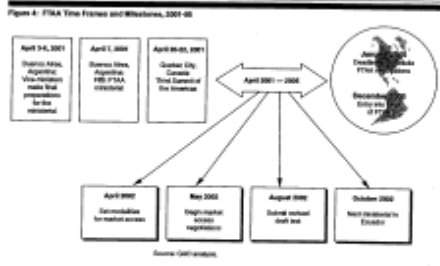 Figure 4: FTAA Time Frames and Milestones, 2001-05
April 3-6, 2001
Buenos Aires,
Argentina:
Vice-ministers
make final
preparations
for the
ministerial
April 7, 2001
Buenos Aires,
Argentina:
FTAA
ministerial
April 20-22, 2001
Quebec City,
Canada
Third Summit of
the Americas
April 2001 — 2005
December
Entry into
April 2002
Set modalities
for market access
May 2002
Begin market
access
negotiations
August 2002
Submit revised
draft text
October 2002
Next ministerial in
Ecuador
Source: GAO analysis.